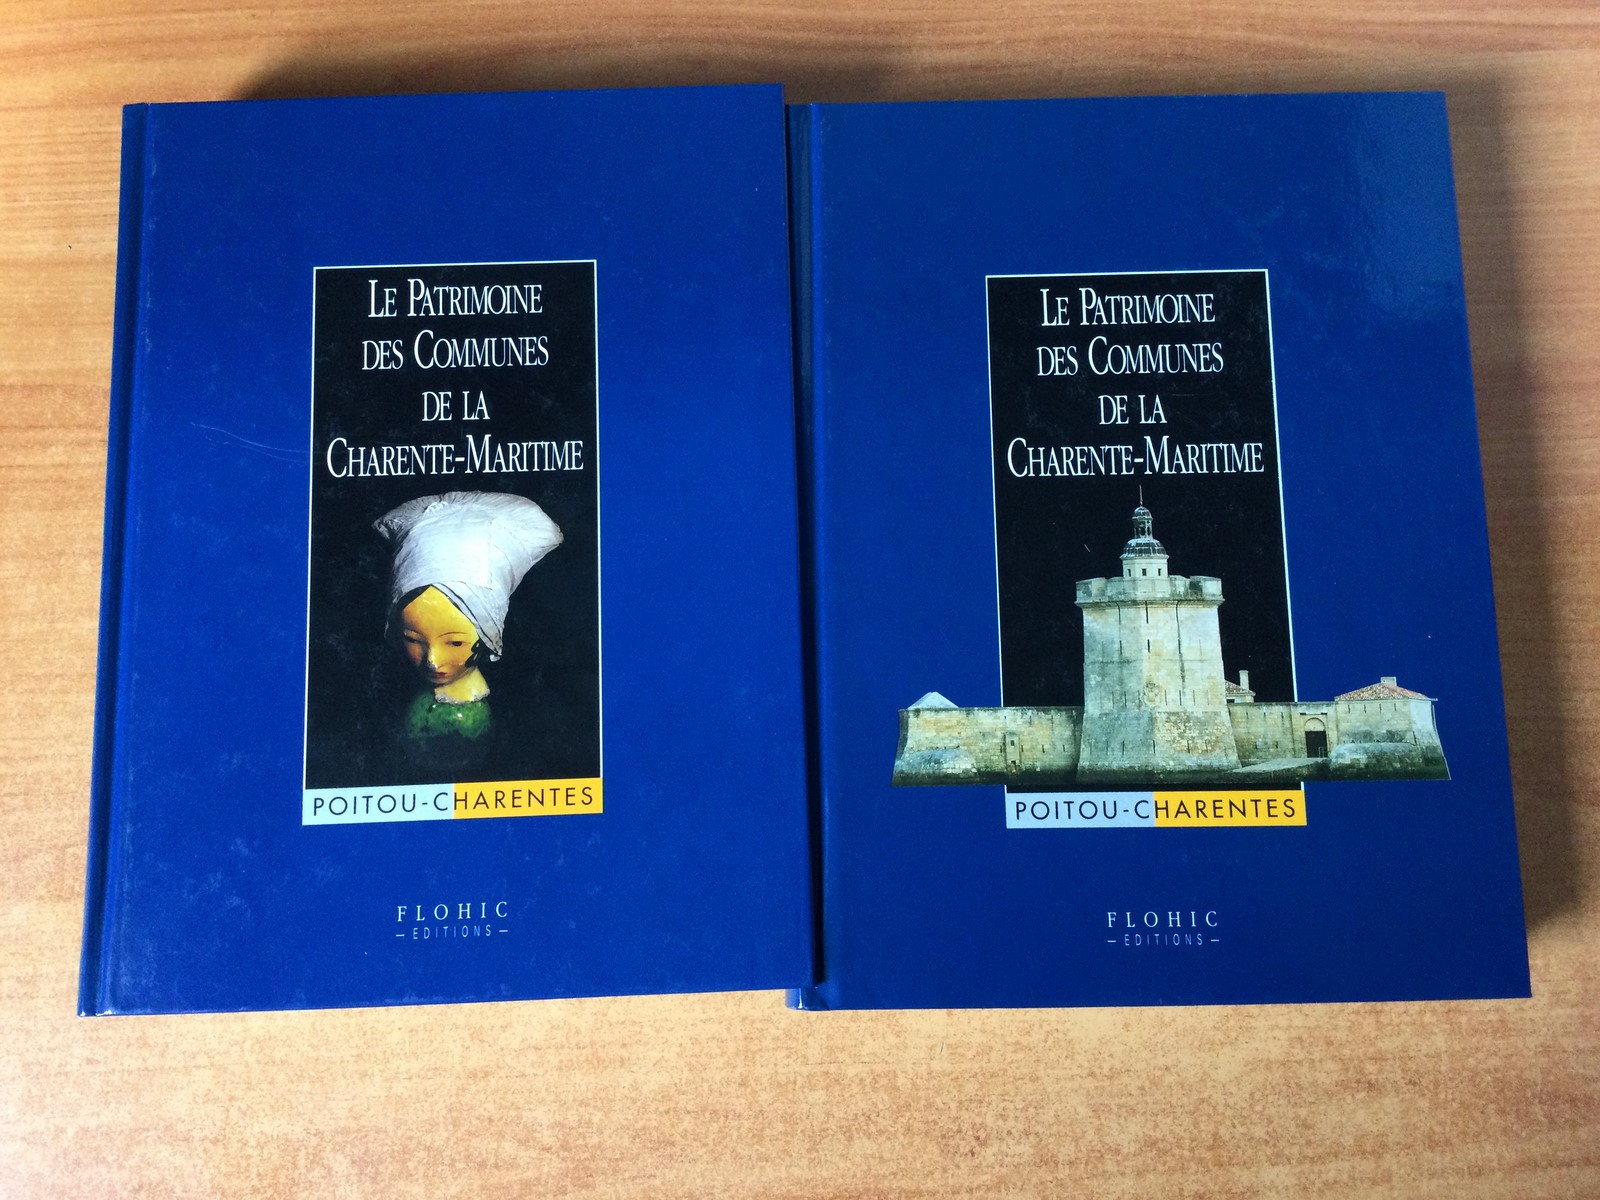 LE PATRIMOINE
DES COMMUNES
DE LA
CHARENTE-MARITIME
POITOU-CHARENTES
FLOHIC
— EDITIONS —
LE PATRIMOINE
DES COMMUNES
DE LA
CHARENTE-MARITIME
POITOU-CHARENTES
FLOHIC
— EDITIONS —